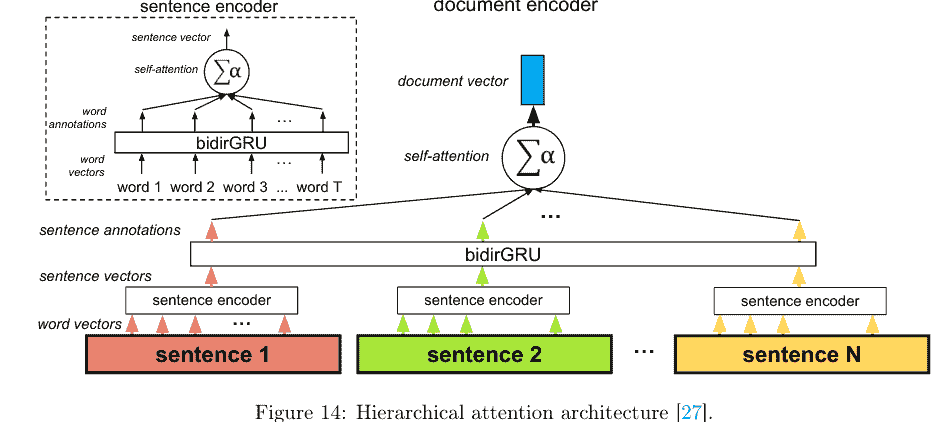 sentence encoder
document encoder
sentence vector
self-attention
∑α
word
annotations
...
bidirGRU
word
vectors
...
word 1 word 2 word 3 ... word T
document vector
self-attention
∑α
...
sentence annotations
bidirGRU
sentence vectors
sentence encoder sentence encoder sentence encoder
word vectors
...
sentence 1 sentence 2 ... sentence N
Figure 14: Hierarchical attention architecture [27].